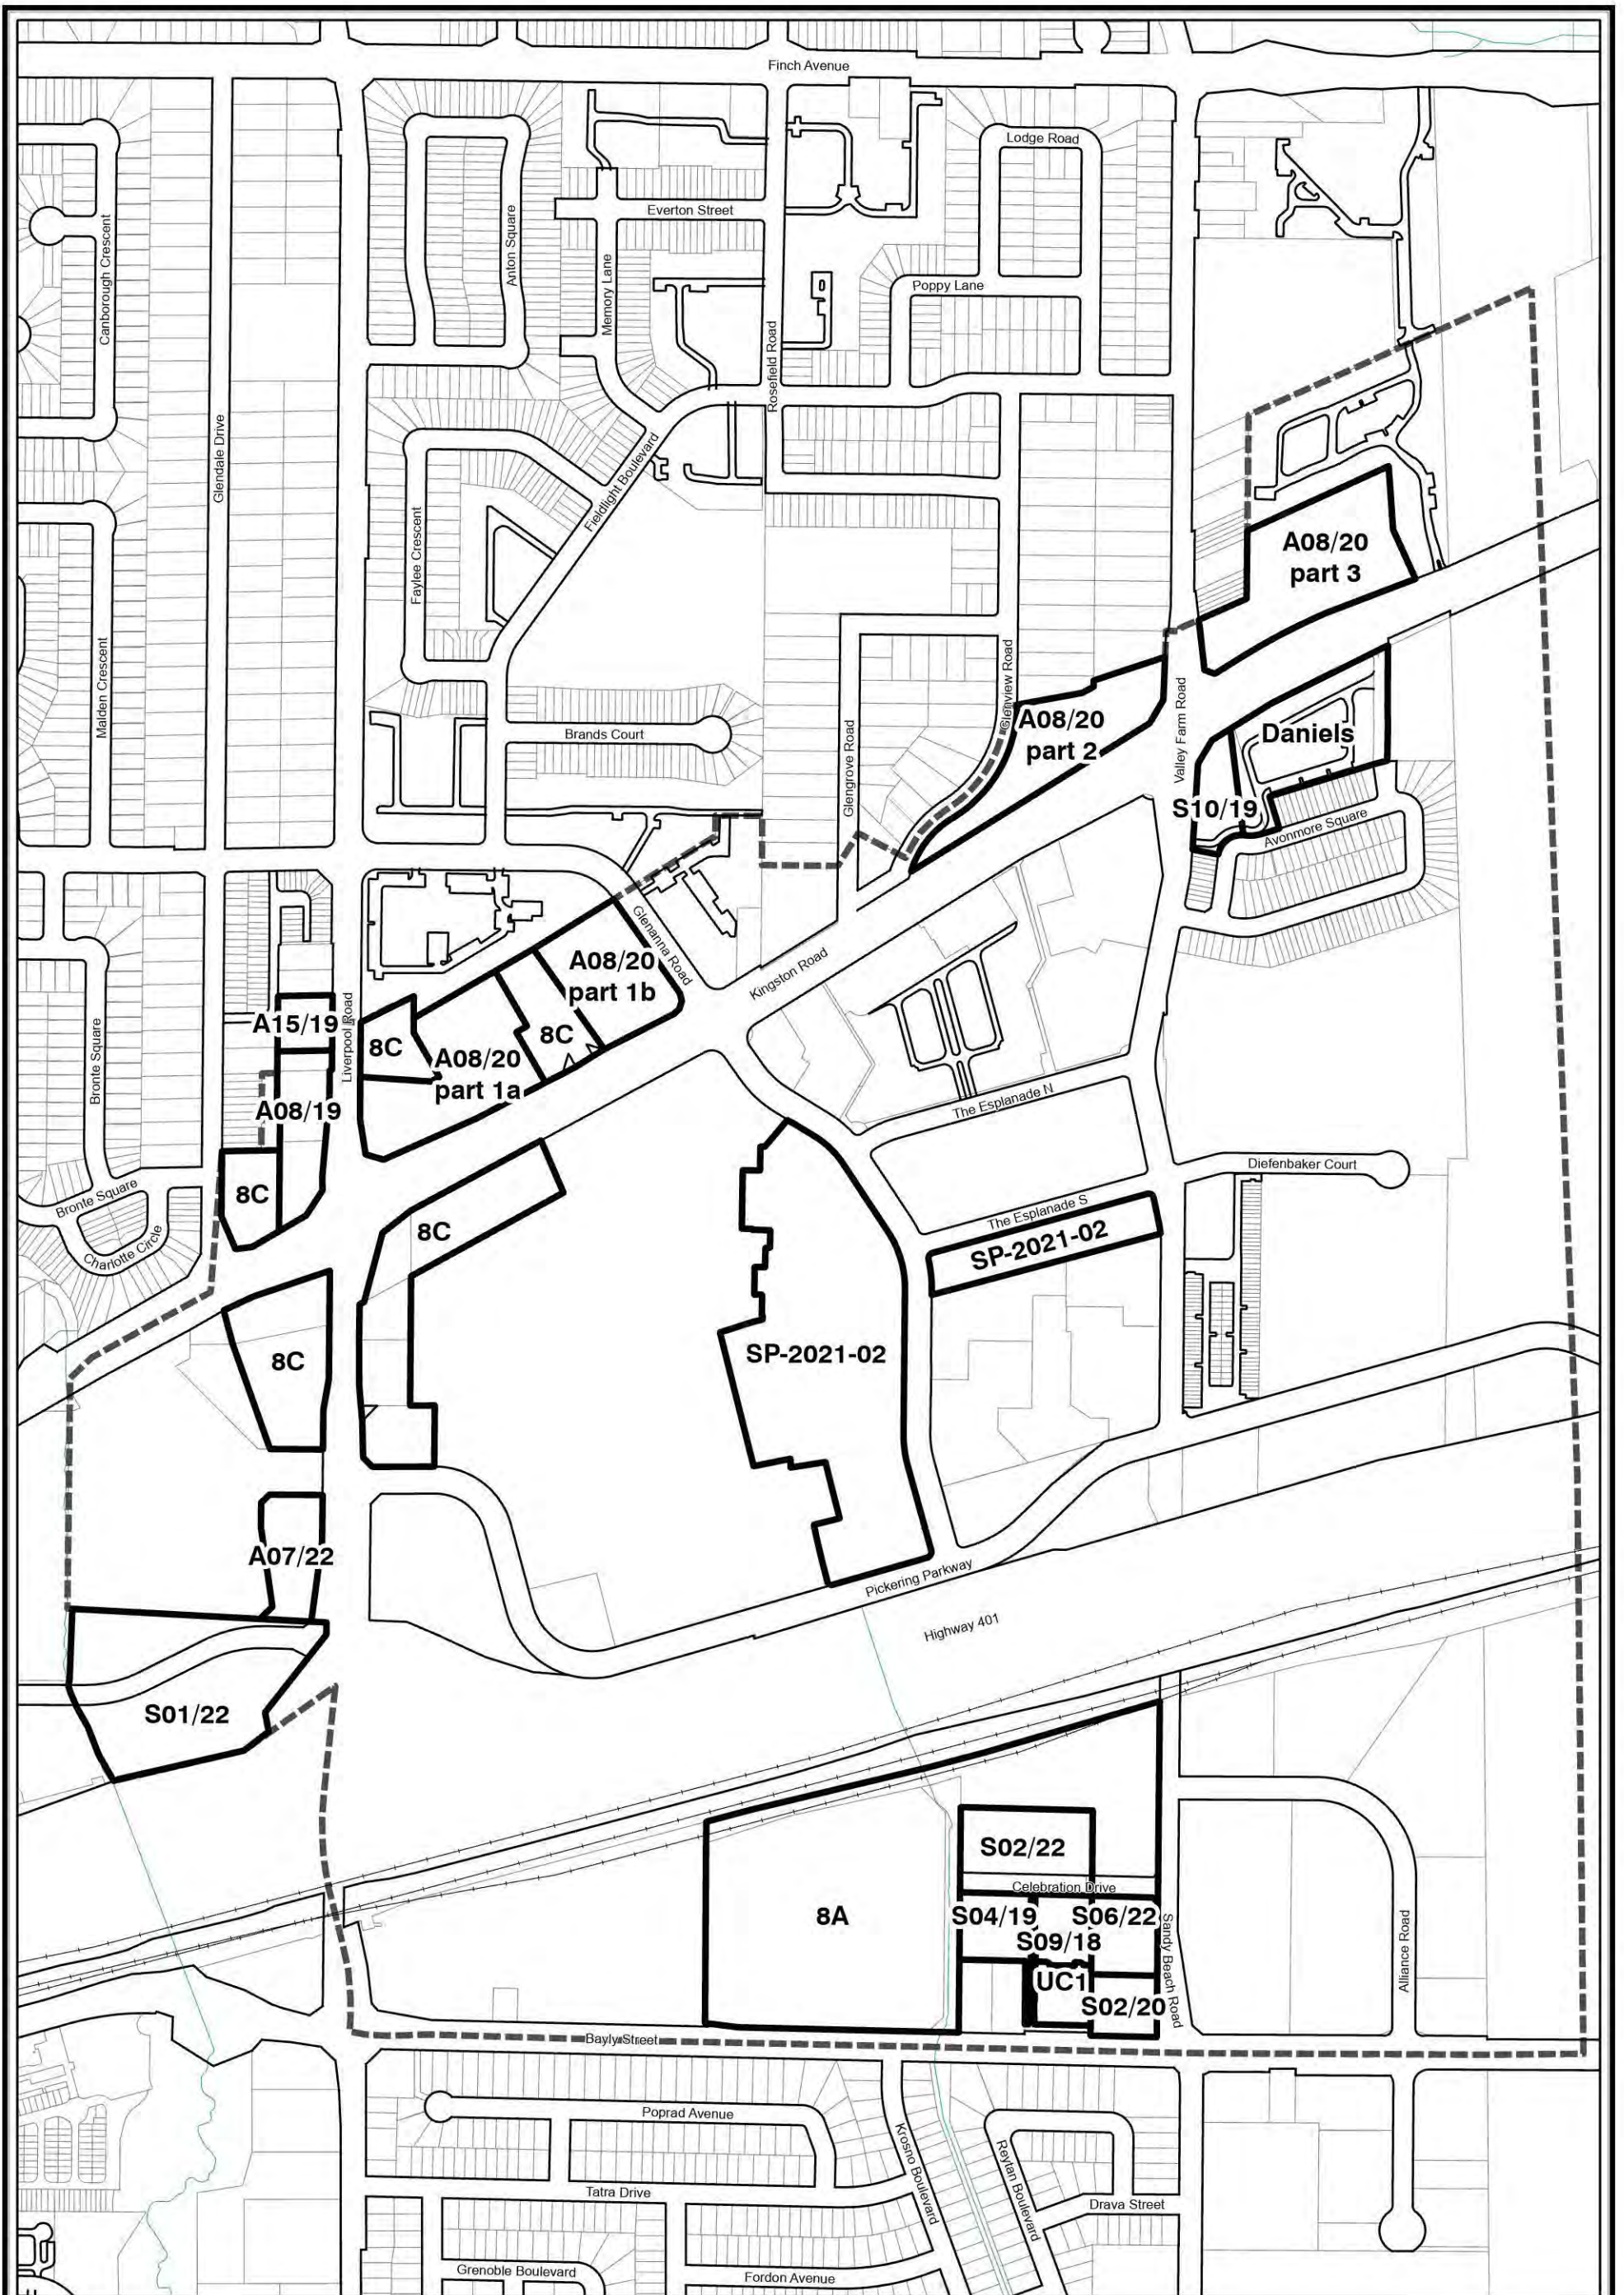 Finch Avenue
Lodge Road
Canborough Crescent
Anton Square
Everton Street
Memory Lane
Poppy Lane
Rosefield Road
Glendale Drive
Fieldlight Boulevard
Faylee Crescent
A08/20
part 3
Malden Crescent
Glenview Road
Valley Farm Road
A08/20
part 2
Brands Court
Glengrove Road
Daniels
S10/19
Avonmore Square
Glenanna Road
Kingston Road
A08/20
part 1b
A15/19
Liverpool Road
8C
8C
A08/20
part 1a
Bronte Square
A08/19
The Esplanade N
Diefenbaker Court
8C
Bronte Square
Charlotte Circle
8C
The Esplanade S
SP-2021-02
8C
SP-2021-02
A07/22
Pickering Parkway
Highway 401
S01/22
S02/22
Celebration Drive
8A
S04/19
S06/22
S09/18
Sandy Beach Road
Alliance Road
UC1
S02/20
Bayly Street
Poprad Avenue
Krosno Boulevard
Reytan Boulevard
Tatra Drive
Drava Street
Grenoble Boulevard
Fordon Avenue